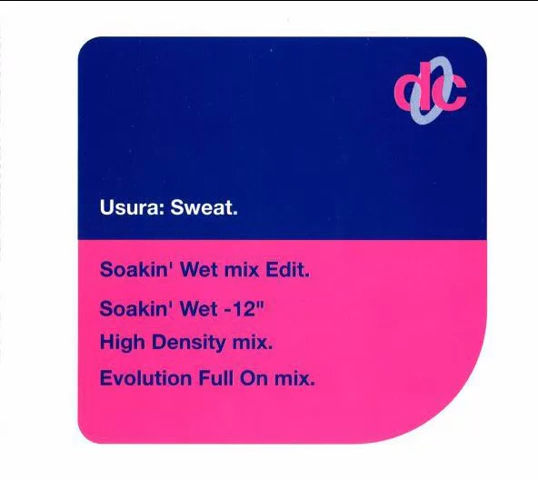 dc
Usura: Sweat.
Soakin' Wet mix Edit.
Soakin' Wet -12"
High Density mix.
Evolution Full On mix.